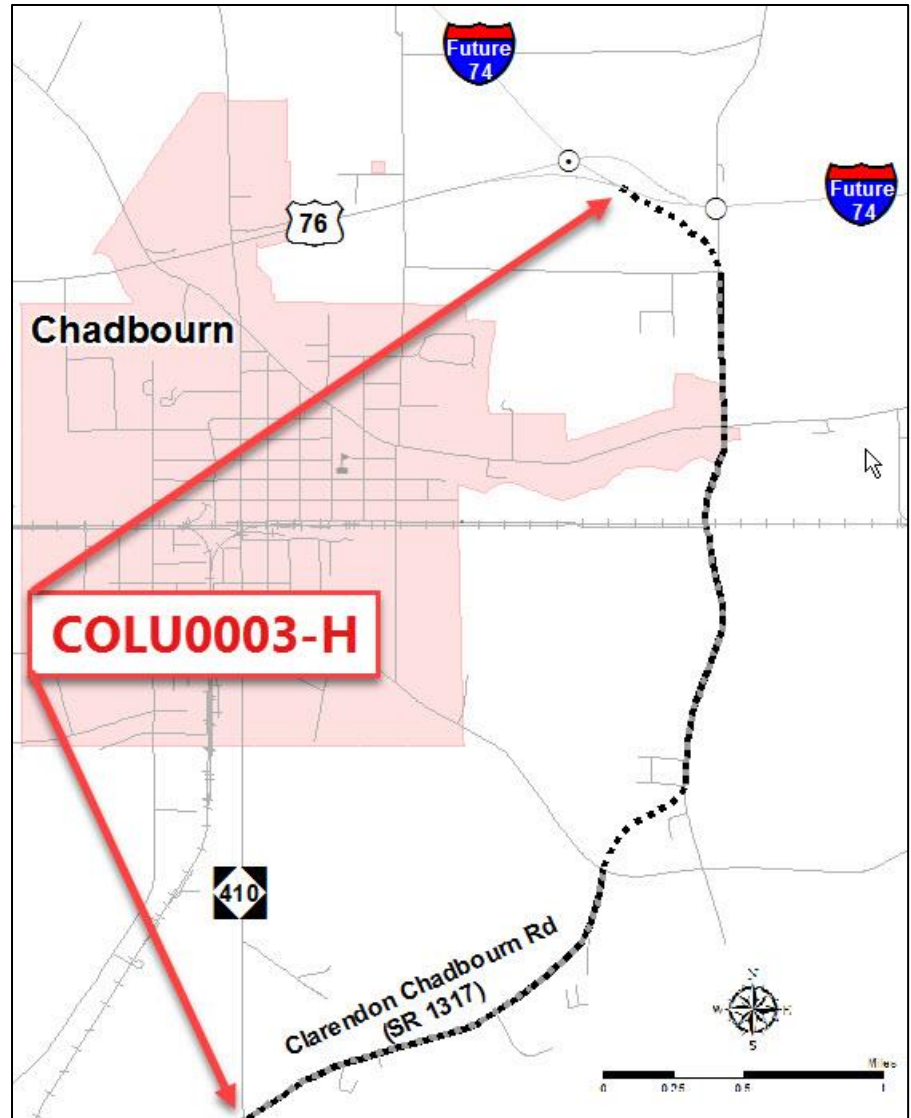 Future
74
Future
74
76
Chadbourn
COLU0003-H
410
Clarendon Chadbourn Rd
(SR 1317)
N
W
E
S
Miles
0 0.25 0.5 1